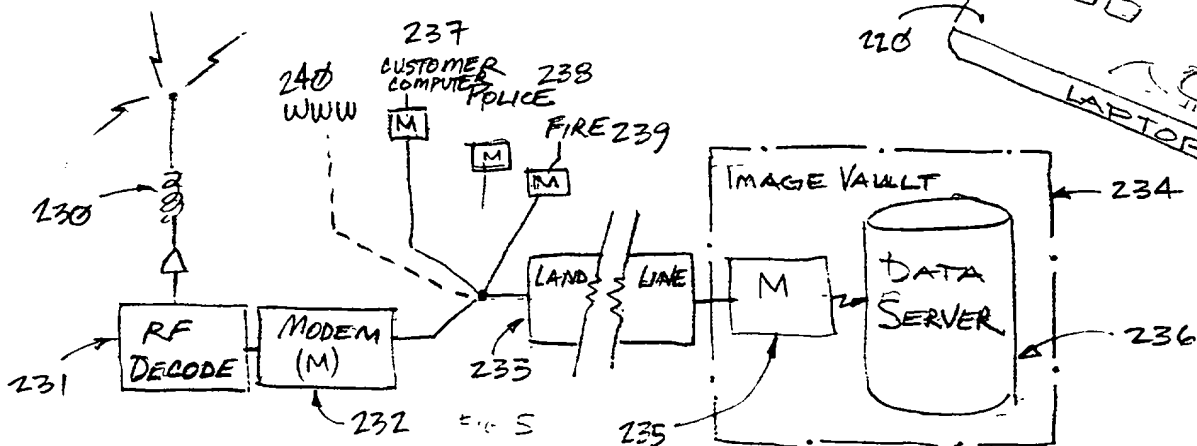 237
CUSTOMER
COMPUTER
240
WWW
238
POLICE
FIRE 239
M
M
M
220
230
IMAGE VAULT
234
LAND LINE
M
DATA
SERVER
RF
DECODE
MODEM
(M)
231
232
233
235
236